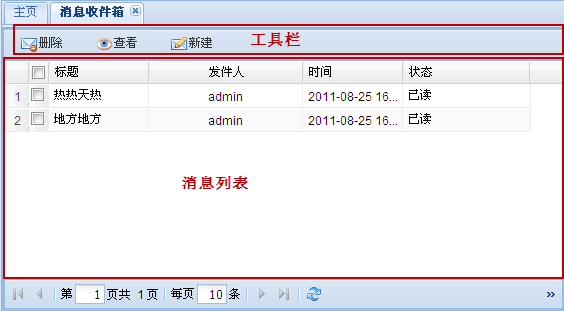 主页 消息收件箱
删除 查看 新建 工具栏
标题 发件人 时间 状态
1 热热天热 admin 2011-08-25 16... 已读
2 地方地方 admin 2011-08-25 16... 已读
消息列表
第 1 页共 1 页 每页 10 条 »